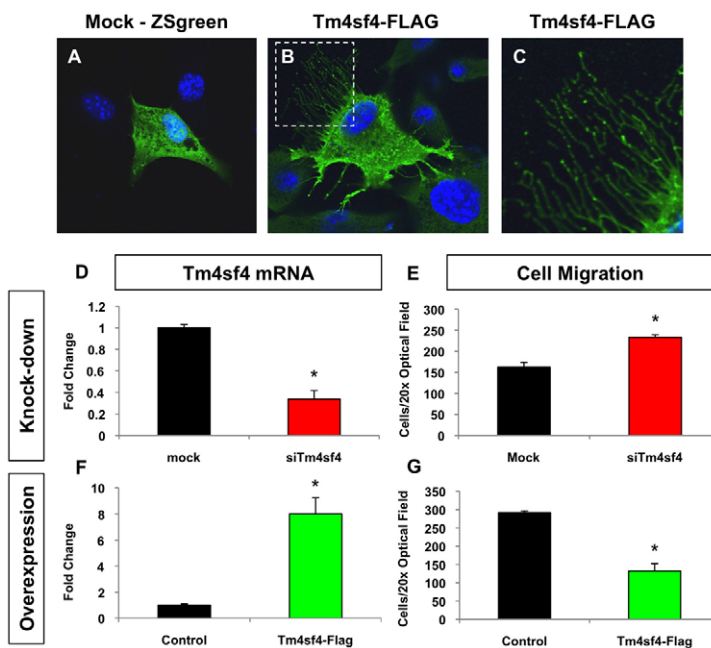 Mock - ZSgreen
Tm4sf4-FLAG
Tm4sf4-FLAG
A
B
C
D
Tm4sf4 mRNA
E
Cell Migration
Knock-down
Fold Change
1.2
1
0.8
0.6
0.4
0.2
0
*
mock
siTm4sf4
Cells/20x Optical Field
300
250
200
150
100
50
0
*
Mock
siTm4sf4
Overexpression
F
Fold Change
10
8
6
4
2
0
*
Control
Tm4sf4-Flag
G
Cells/20x Optical Field
350
300
250
200
150
100
50
0
*
Control
Tm4sf4-Flag